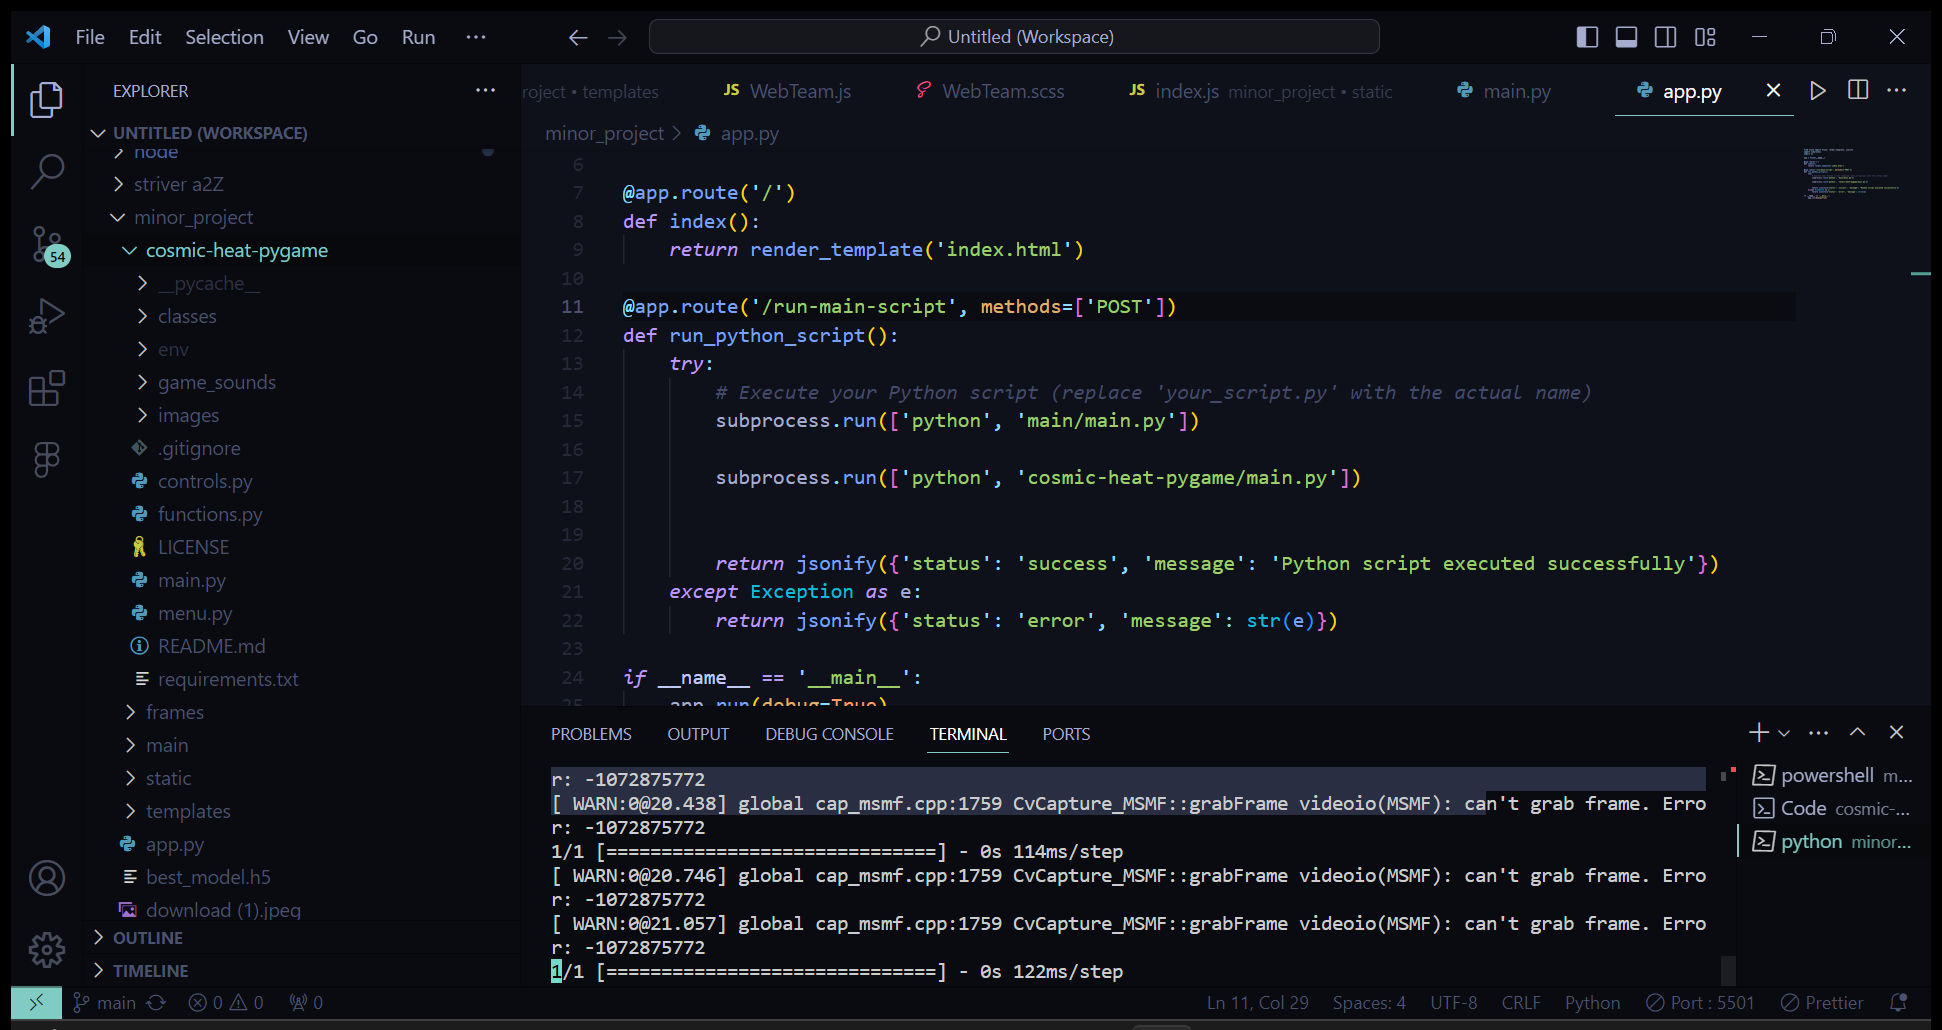 File Edit Selection View Go Run ···
Untitled (Workspace)
EXPLORER
UNTITLED (WORKSPACE)
node
striver a2Z
minor_project
cosmic-heat-pygame
__pycache__
classes
env
game_sounds
images
.gitignore
controls.py
functions.py
LICENSE
main.py
menu.py
README.md
requirements.txt
frames
main
static
templates
app.py
best_model.h5
download (1).jpeg
OUTLINE
TIMELINE
54
roject • templates
JS WebTeam.js
WebTeam.scss
JS index.js minor_project • static
main.py
app.py
minor_project > app.py
6
7 @app.route('/')
8 def index():
9 return render_template('index.html')
10
11 @app.route('/run-main-script', methods=['POST'])
12 def run_python_script():
13 try:
14 # Execute your Python script (replace 'your_script.py' with the actual name)
15 subprocess.run(['python', 'main/main.py'])
16
17 subprocess.run(['python', 'cosmic-heat-pygame/main.py'])
18
19
20 return jsonify({'status': 'success', 'message': 'Python script executed successfully'})
21 except Exception as e:
22 return jsonify({'status': 'error', 'message': str(e)})
23
24 if __name__ == '__main__':
25 app.run(debug=True)
PROBLEMS OUTPUT DEBUG CONSOLE TERMINAL PORTS
r: -1072875772
[ WARN:0@20.438] global cap_msmf.cpp:1759 CvCapture_MSMF::grabFrame videoio(MSMF): can't grab frame. Erro
r: -1072875772
1/1 [==============================] - 0s 114ms/step
[ WARN:0@20.746] global cap_msmf.cpp:1759 CvCapture_MSMF::grabFrame videoio(MSMF): can't grab frame. Erro
r: -1072875772
[ WARN:0@21.057] global cap_msmf.cpp:1759 CvCapture_MSMF::grabFrame videoio(MSMF): can't grab frame. Erro
r: -1072875772
1/1 [==============================] - 0s 122ms/step
powershell m...
Code cosmic-...
python minor...
main 0 0 0
Ln 11, Col 29 Spaces: 4 UTF-8 CRLF Python Port : 5501 Prettier